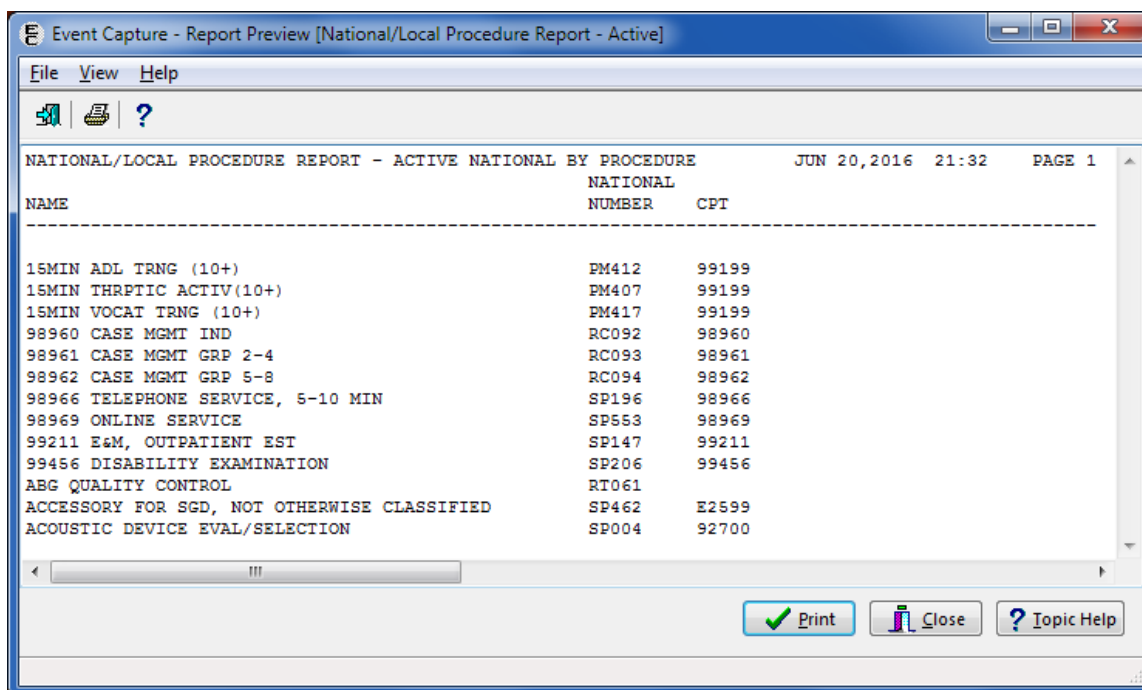 Event Capture - Report Preview [National/Local Procedure Report - Active]
File View Help
NATIONAL/LOCAL PROCEDURE REPORT - ACTIVE NATIONAL BY PROCEDURE JUN 20,2016 21:32 PAGE 1
NATIONAL
NAME NUMBER CPT
15MIN ADL TRNG (10+) PM412 99199
15MIN THRPTIC ACTIV(10+) PM407 99199
15MIN VOCAT TRNG (10+) PM417 99199
98960 CASE MGMT IND RC092 98960
98961 CASE MGMT GRP 2-4 RC093 98961
98962 CASE MGMT GRP 5-8 RC094 98962
98966 TELEPHONE SERVICE, 5-10 MIN SP196 98966
98969 ONLINE SERVICE SP553 98969
99211 E&M, OUTPATIENT EST SP147 99211
99456 DISABILITY EXAMINATION SP206 99456
ABG QUALITY CONTROL RT061
ACCESSORY FOR SGD, NOT OTHERWISE CLASSIFIED SP462 E2599
ACOUSTIC DEVICE EVAL/SELECTION SP004 92700
Print Close Topic Help